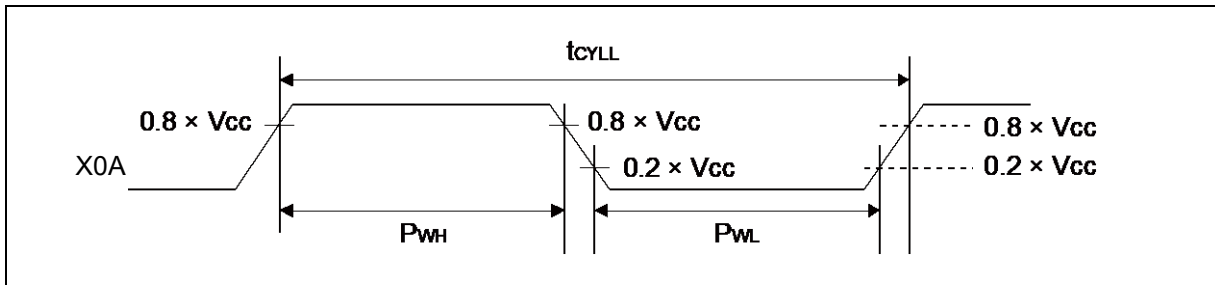 tCYLL
0.8 × Vcc
0.8 × Vcc
0.8 × Vcc
X0A
0.2 × Vcc
0.2 × Vcc
PWH
PWL